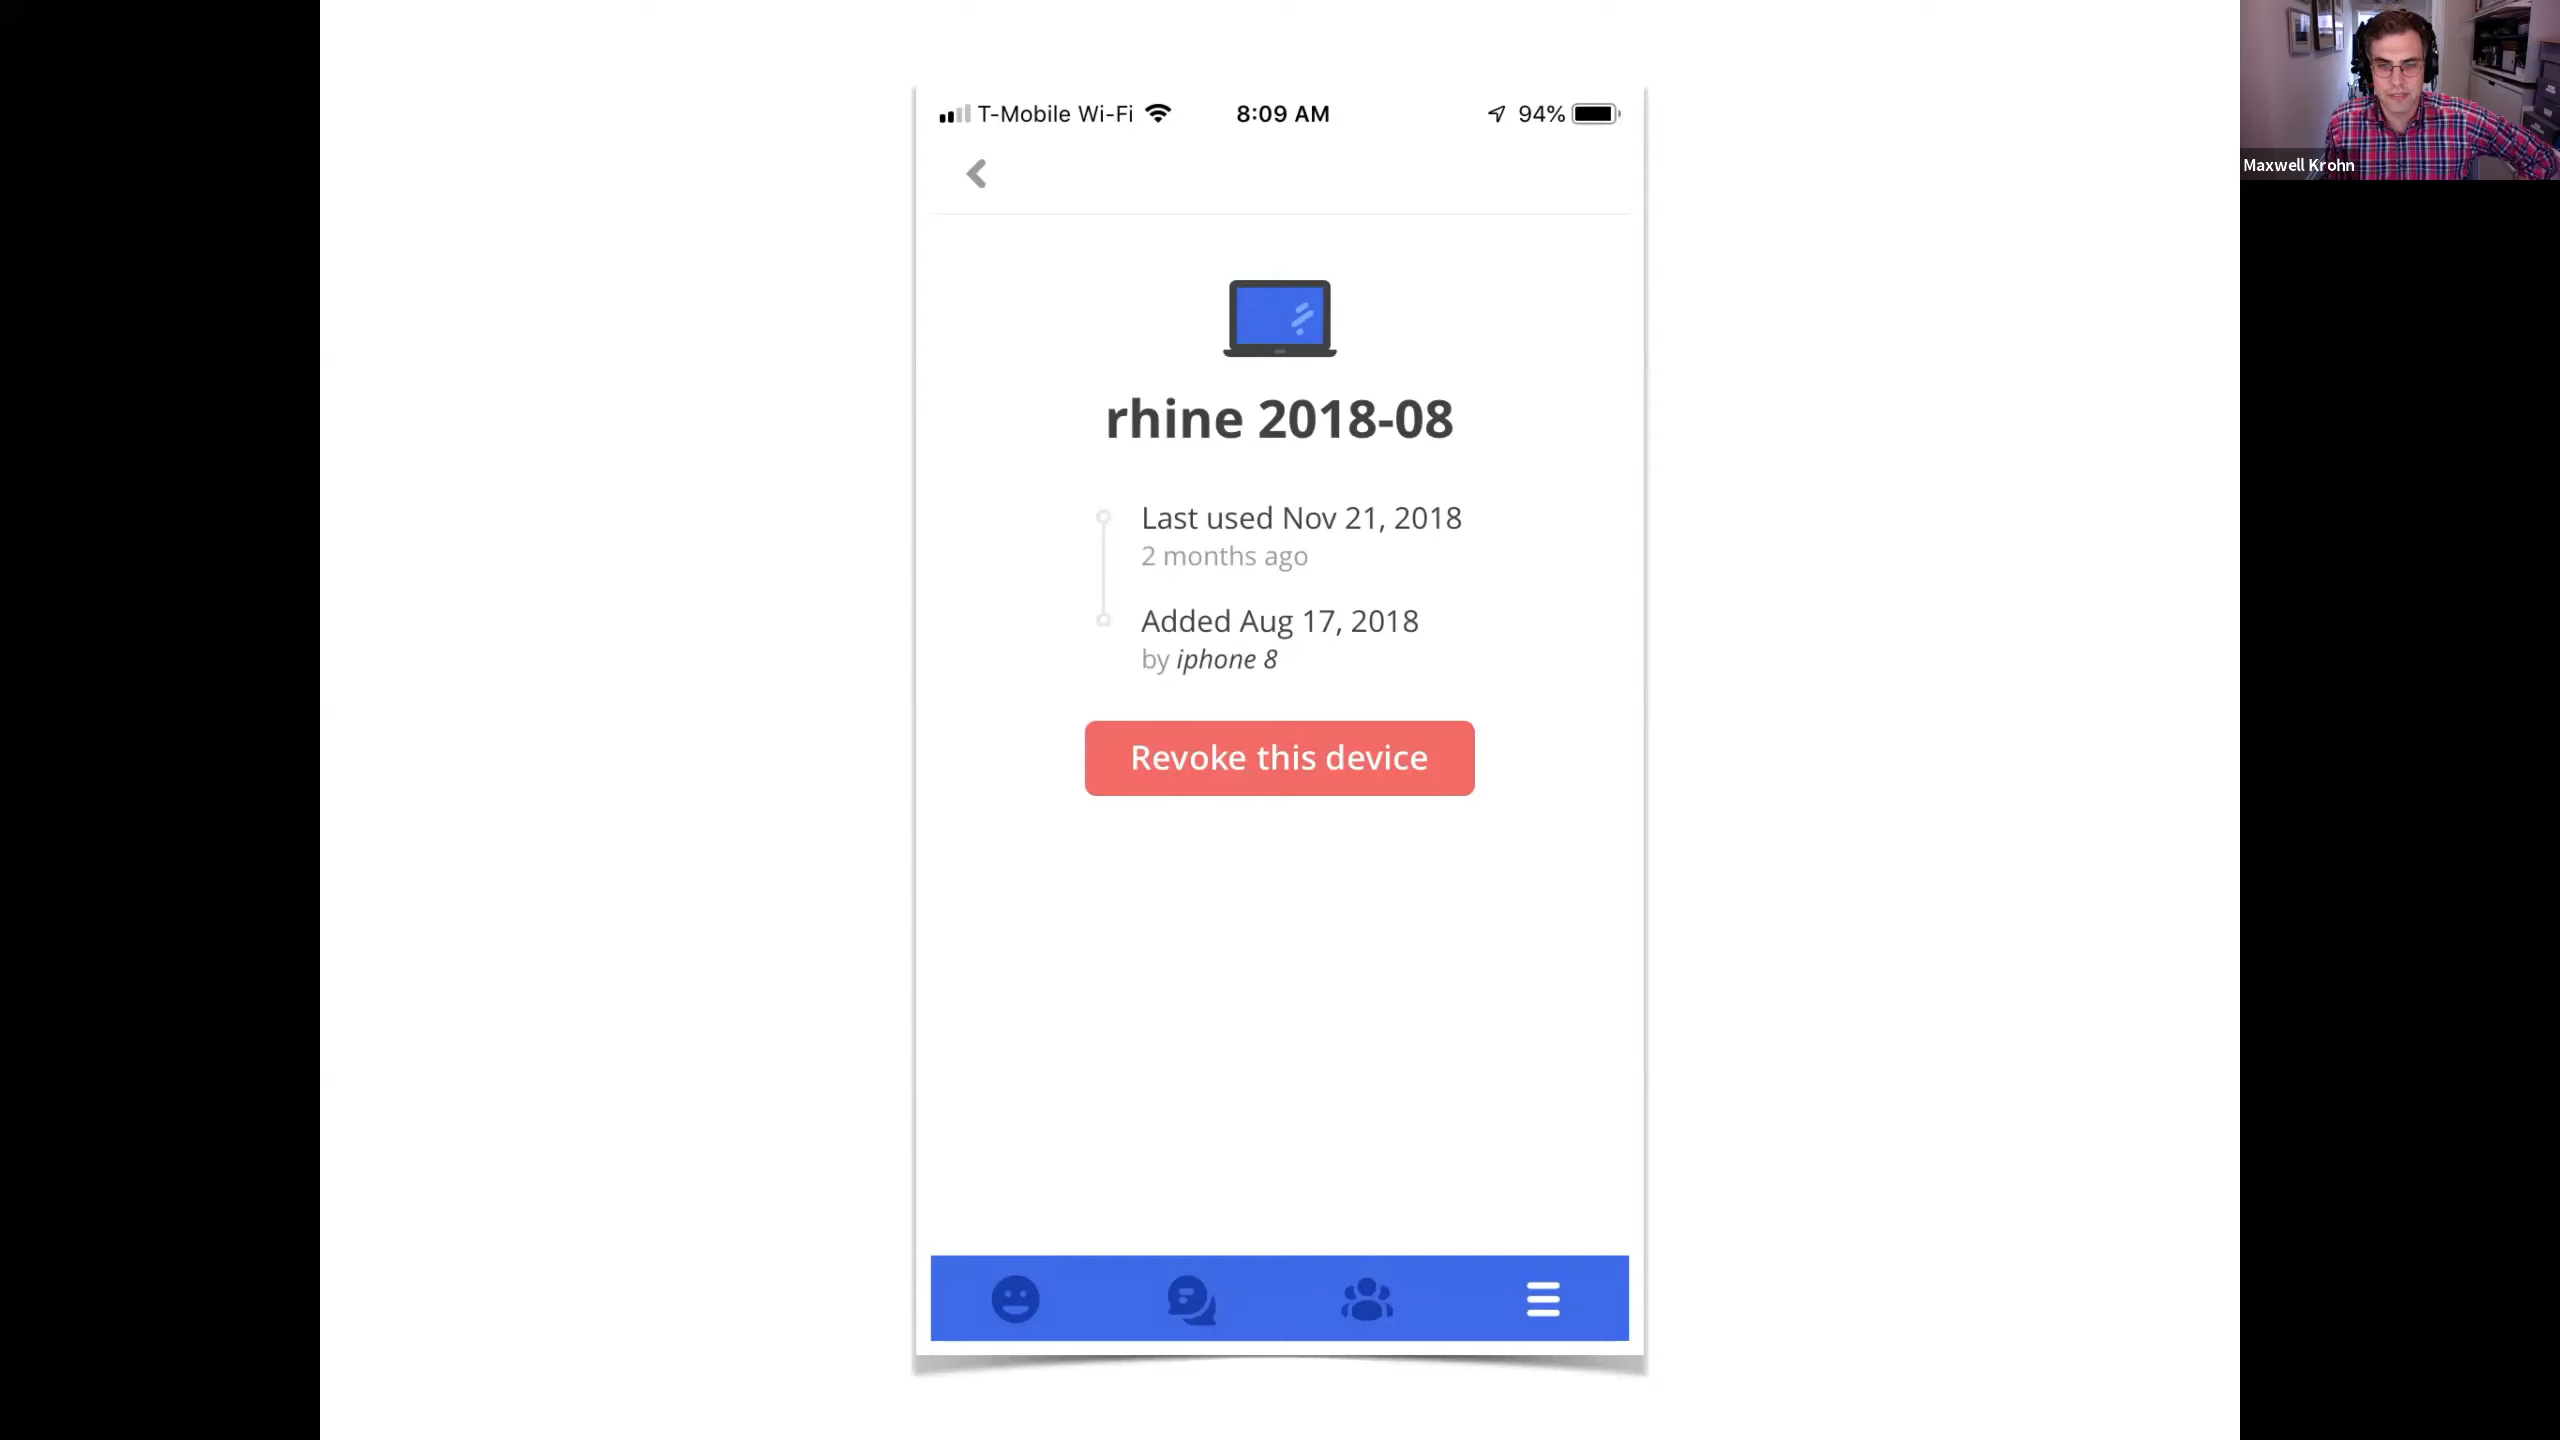 T-Mobile Wi-Fi 8:09 AM 94%
rhine 2018-08
Last used Nov 21, 2018
2 months ago
Added Aug 17, 2018
by iphone 8
Revoke this device
Maxwell Krohn